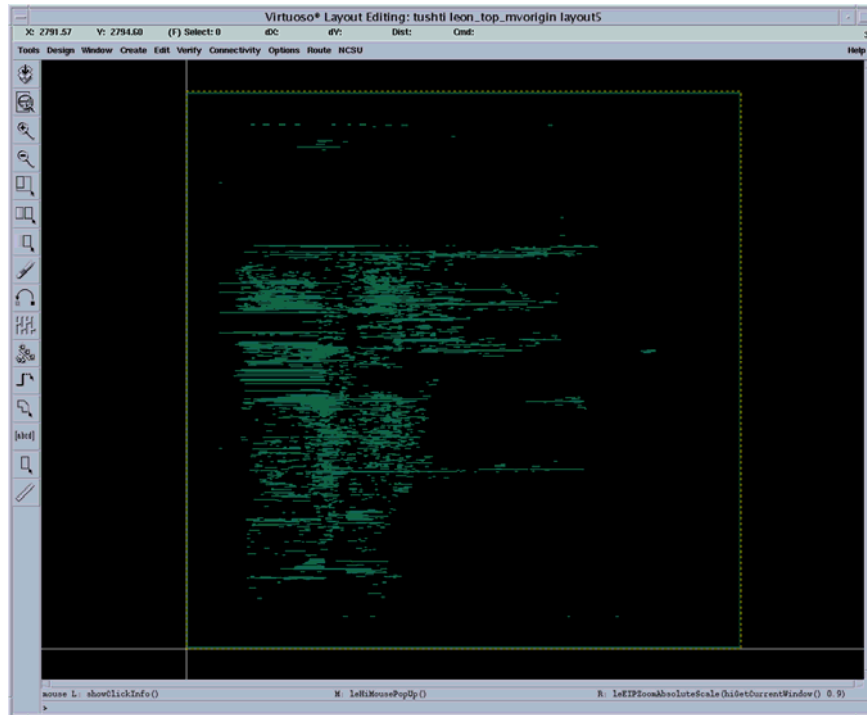 Virtuoso® Layout Editing: tushti leon_top_mvorigin layout5
X: 2791.57 Y: 2794.60 (F) Select: 0 dX: dY: Dist: Cmd:
Tools Design Window Create Edit Verify Connectivity Options Route NCSU Help
[abcd]
mouse L: showClickInfo() M: leHiMousePopUp() R: leEIPZoomAbsoluteScale(hiGetCurrentWindow() 0.9)
>